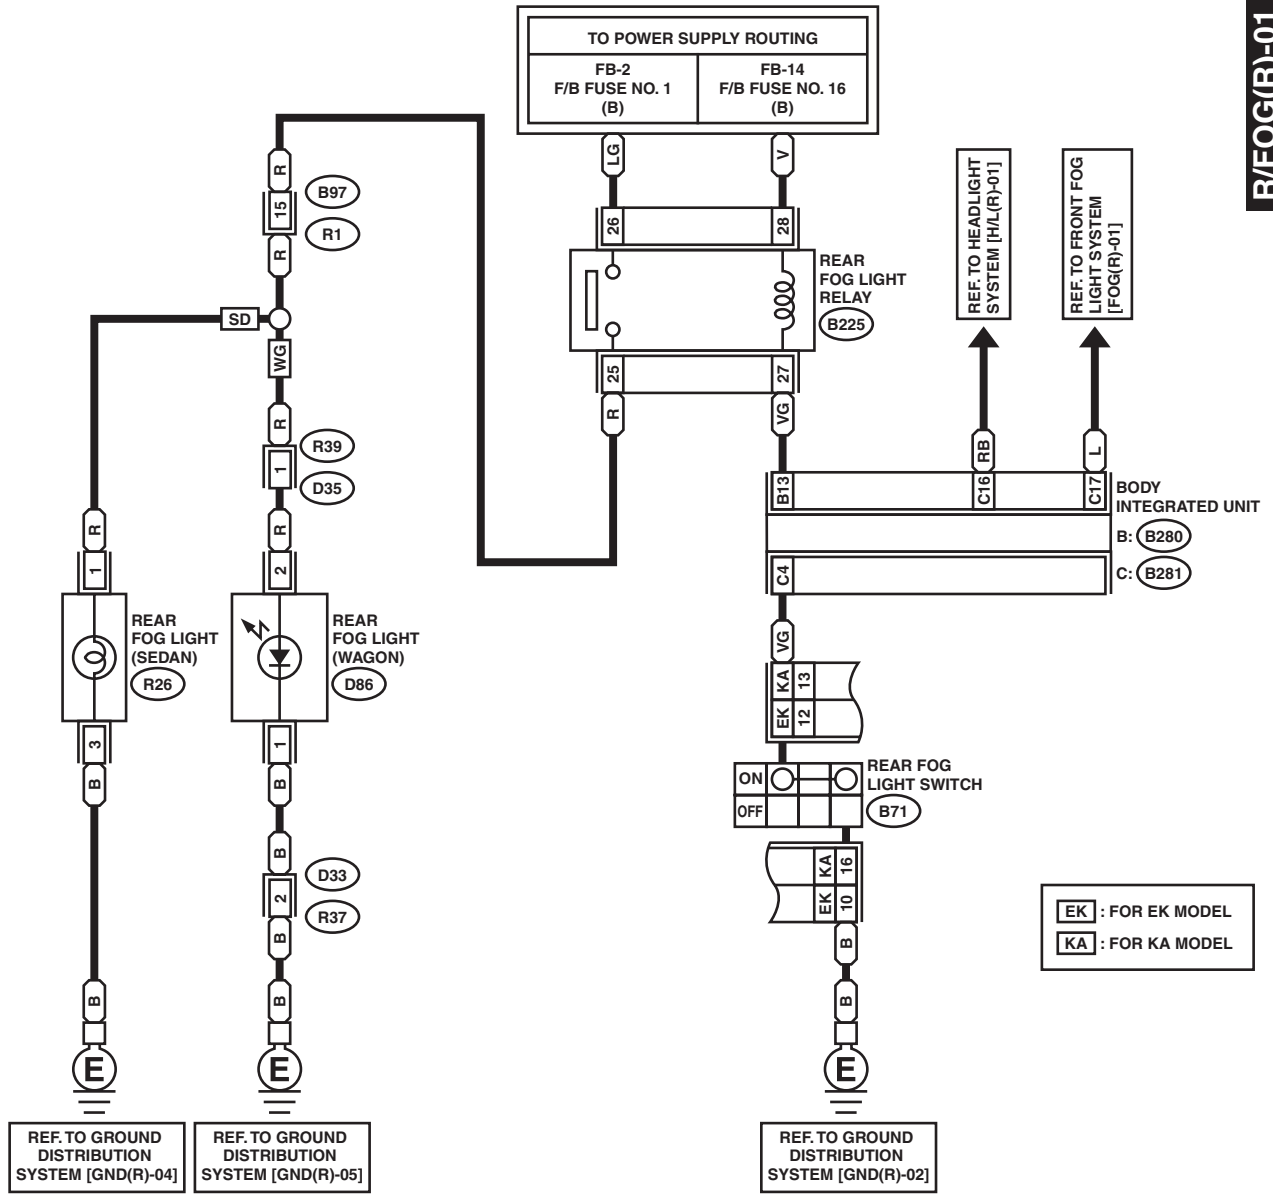 R/FOG(R)-01
TO POWER SUPPLY ROUTING
FB-2
F/B FUSE NO. 1
(B)
FB-14
F/B FUSE NO. 16
(B)
LG
V
26
28
REAR
FOG LIGHT
RELAY
B225
25
27
R
VG
R
15
B97
R1
R
SD
WG
R
1
R39
D35
R
R
1
2
REAR
FOG LIGHT
(SEDAN)
R26
REAR
FOG LIGHT
(WAGON)
D86
3
1
B
B
B
2
D33
R37
B
B
B
E
E
REF. TO GROUND
DISTRIBUTION
SYSTEM [GND(R)-04]
REF. TO GROUND
DISTRIBUTION
SYSTEM [GND(R)-05]
REF. TO HEADLIGHT
SYSTEM [H/L(R)-01]
REF. TO FRONT FOG
LIGHT SYSTEM
[FOG(R)-01]
RB
L
B13
C16
C17
BODY
INTEGRATED UNIT
B: B280
C: B281
C4
VG
KA 13
EK 12
ON
OFF
REAR FOG
LIGHT SWITCH
B71
KA 16
EK 10
B
B
E
REF. TO GROUND
DISTRIBUTION
SYSTEM [GND(R)-02]
EK : FOR EK MODEL
KA : FOR KA MODEL